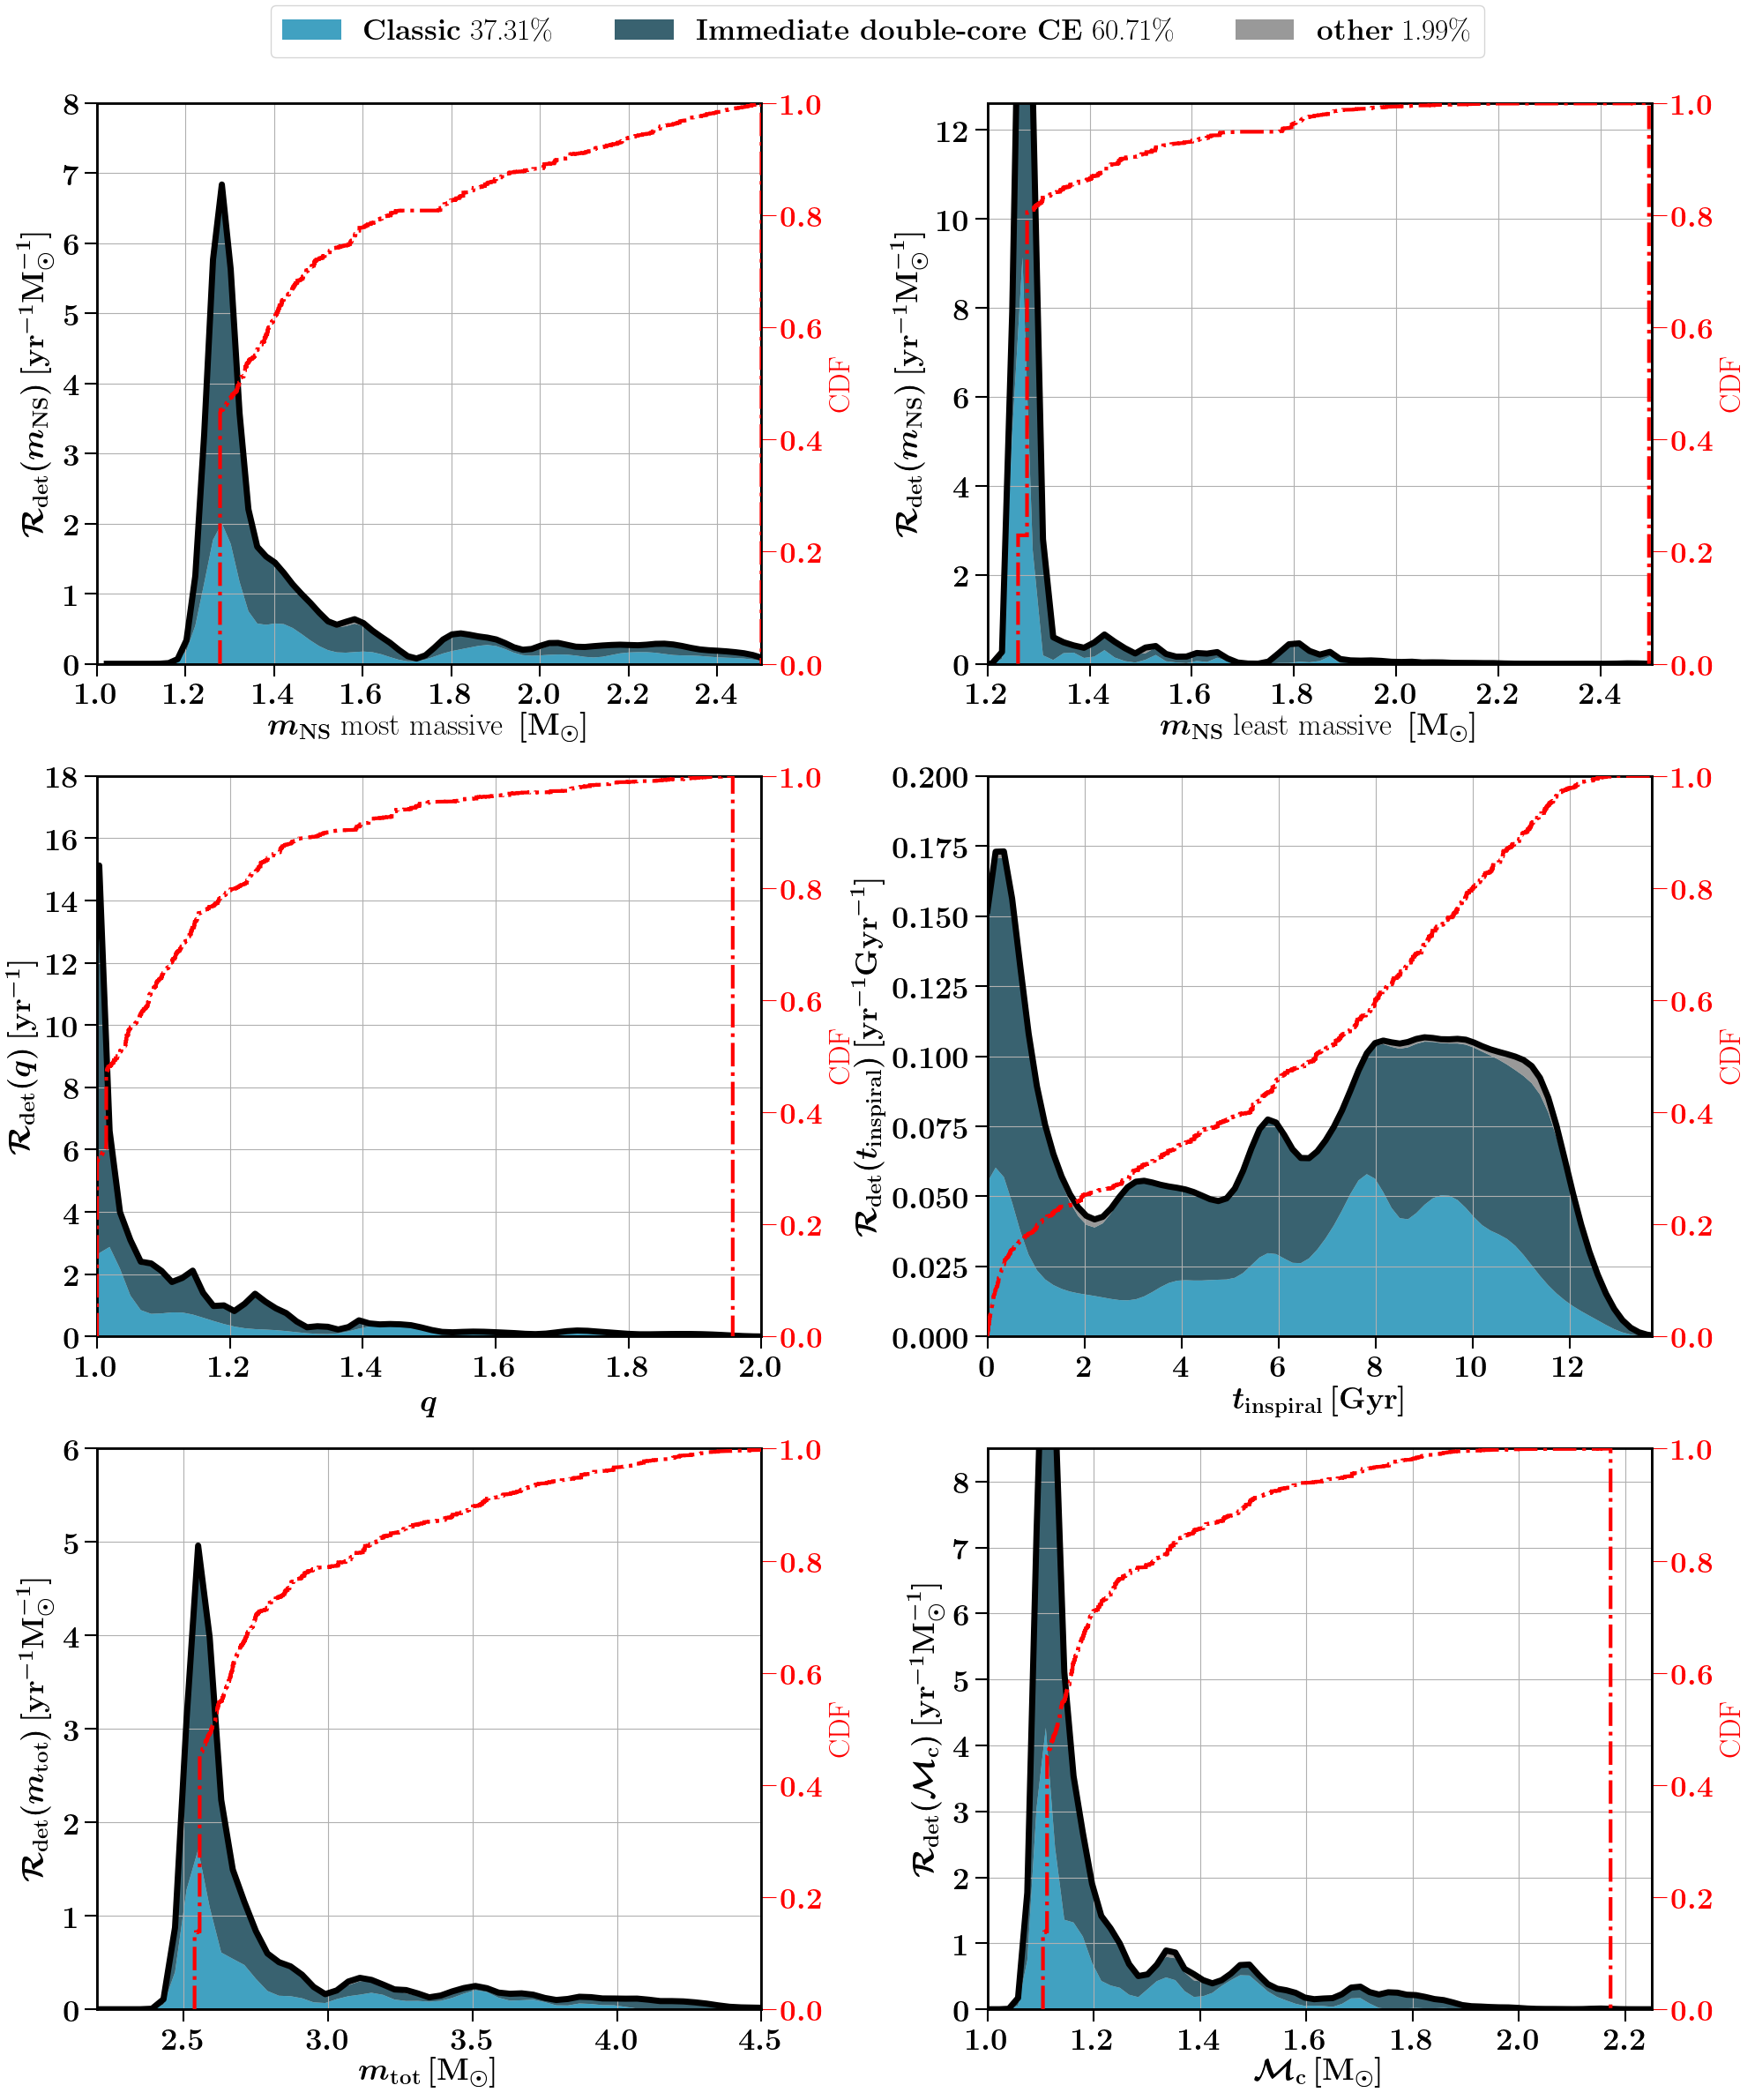 Classic 37.31% Immediate double-core CE 60.71% other 1.99%
8 7 6 5 4 3 2 1 0
1.0 1.2 1.4 1.6 1.8 2.0 2.2 2.4
1.0 0.8 0.6 0.4 0.2 0.0
CDF
𝓡det(mNS) [yr⁻¹M⊙⁻¹]
mNS most massive [M⊙]
12 10 8 6 4 2 0
1.2 1.4 1.6 1.8 2.0 2.2 2.4
1.0 0.8 0.6 0.4 0.2 0.0
CDF
𝓡det(mNS) [yr⁻¹M⊙⁻¹]
mNS least massive [M⊙]
18 16 14 12 10 8 6 4 2 0
1.0 1.2 1.4 1.6 1.8 2.0
1.0 0.8 0.6 0.4 0.2 0.0
CDF
𝓡det(q) [yr⁻¹]
q
0.200 0.175 0.150 0.125 0.100 0.075 0.050 0.025 0.000
0 2 4 6 8 10 12
1.0 0.8 0.6 0.4 0.2 0.0
CDF
𝓡det(tinspiral) [yr⁻¹Gyr⁻¹]
tinspiral [Gyr]
6 5 4 3 2 1 0
2.5 3.0 3.5 4.0 4.5
1.0 0.8 0.6 0.4 0.2 0.0
CDF
𝓡det(mtot) [yr⁻¹M⊙⁻¹]
mtot [M⊙]
8 7 6 5 4 3 2 1 0
1.0 1.2 1.4 1.6 1.8 2.0 2.2
1.0 0.8 0.6 0.4 0.2 0.0
CDF
𝓡det(𝓜c) [yr⁻¹M⊙⁻¹]
𝓜c [M⊙]